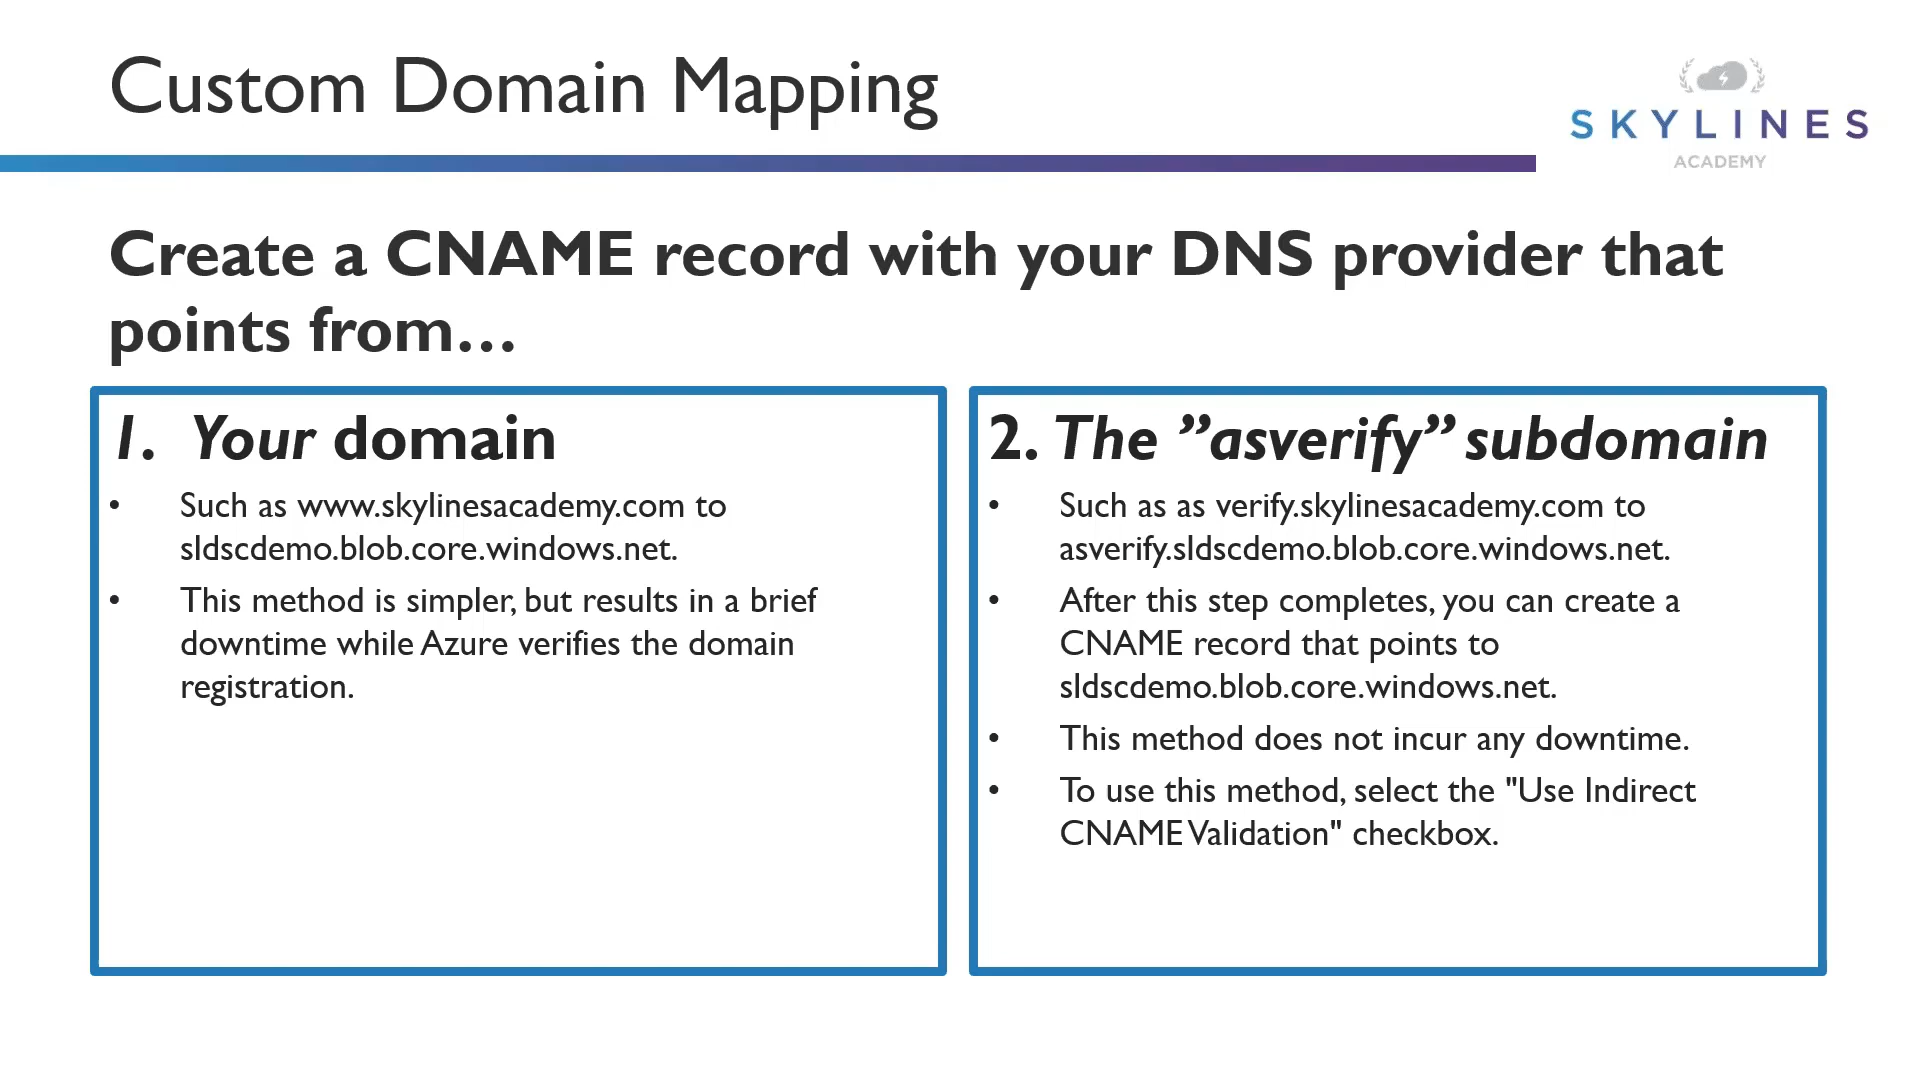 Custom Domain Mapping
SKYLINES
ACADEMY
Create a CNAME record with your DNS provider that
points from…
1. Your domain
• Such as www.skylinesacademy.com to
sldscdemo.blob.core.windows.net.
• This method is simpler, but results in a brief
downtime while Azure verifies the domain
registration.
2. The ”asverify” subdomain
• Such as as verify.skylinesacademy.com to
asverify.sldscdemo.blob.core.windows.net.
• After this step completes, you can create a
CNAME record that points to
sldscdemo.blob.core.windows.net.
• This method does not incur any downtime.
• To use this method, select the "Use Indirect
CNAME Validation" checkbox.